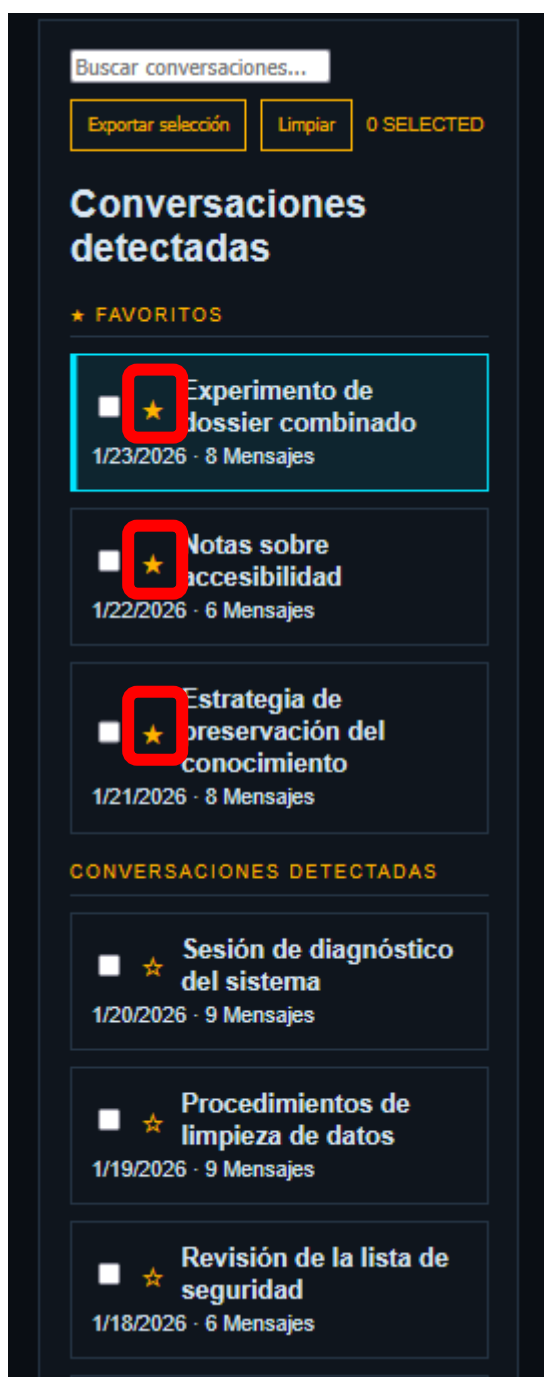 Buscar conversaciones...
Exportar selección Limpiar 0 SELECTED
Conversaciones
detectadas
★ FAVORITOS
★ Experimento de
dossier combinado
1/23/2026 · 8 Mensajes
★ Notas sobre
accesibilidad
1/22/2026 · 6 Mensajes
★ Estrategia de
preservación del
conocimiento
1/21/2026 · 8 Mensajes
CONVERSACIONES DETECTADAS
☆ Sesión de diagnóstico
del sistema
1/20/2026 · 9 Mensajes
☆ Procedimientos de
limpieza de datos
1/19/2026 · 9 Mensajes
☆ Revisión de la lista de
seguridad
1/18/2026 · 6 Mensajes